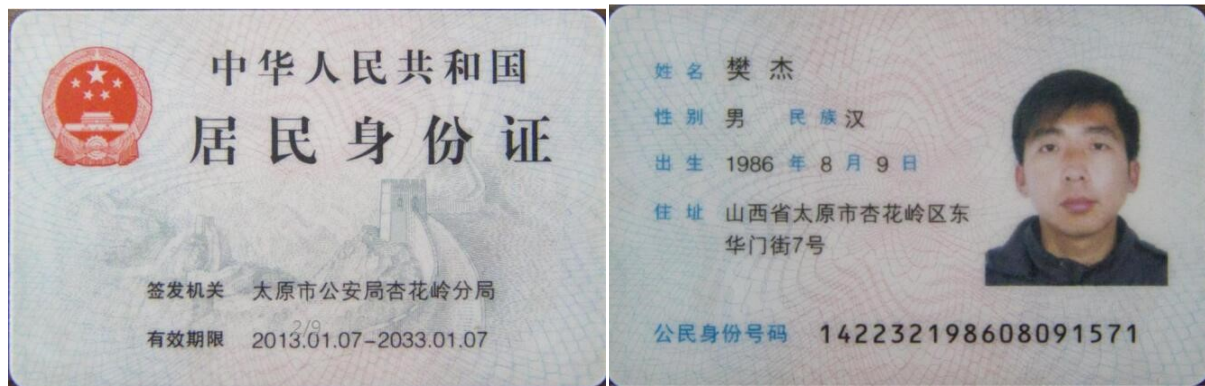 中华人民共和国
居民身份证
签发机关 太原市公安局杏花岭分局
2/9
有效期限 2013.01.07-2033.01.07
姓名 樊杰
性别 男 民族 汉
出生 1986 年 8 月 9 日
住址 山西省太原市杏花岭区东
华门街7号
公民身份号码 142232198608091571